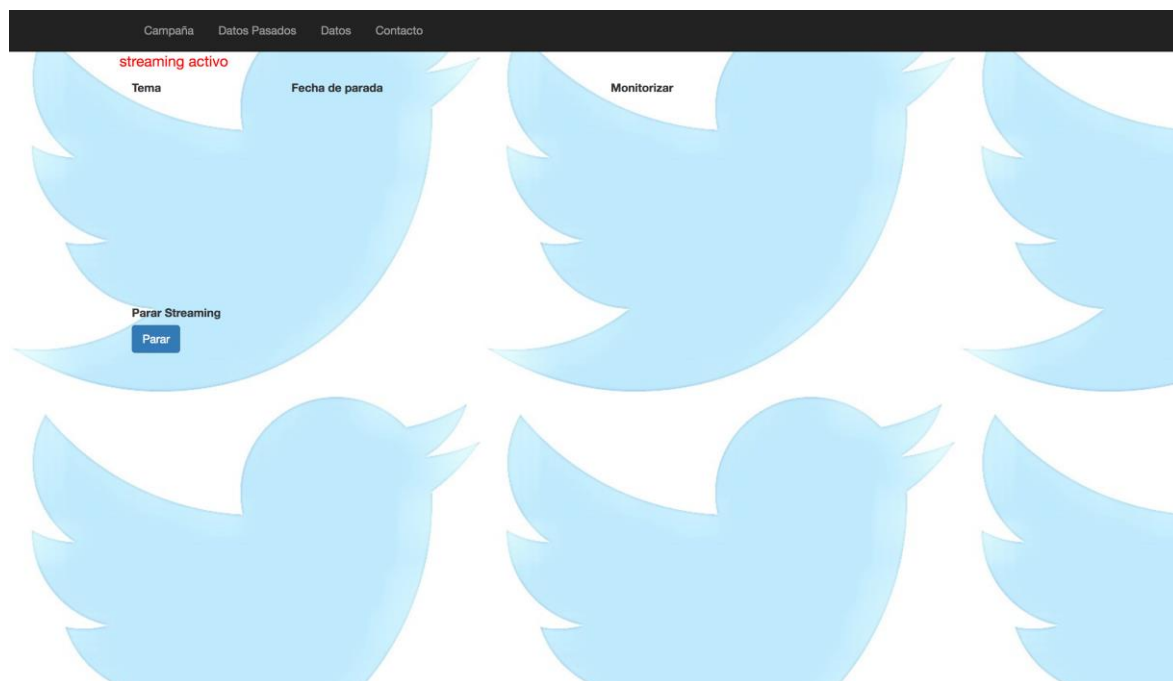 Campaña Datos Pasados Datos Contacto
streaming activo
Tema Fecha de parada Monitorizar
Parar Streaming
Parar